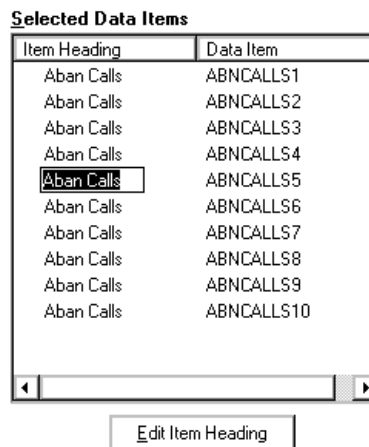 Selected Data Items
Item Heading Data Item
Aban Calls ABNCALLS1
Aban Calls ABNCALLS2
Aban Calls ABNCALLS3
Aban Calls ABNCALLS4
Aban Calls ABNCALLS5
Aban Calls ABNCALLS6
Aban Calls ABNCALLS7
Aban Calls ABNCALLS8
Aban Calls ABNCALLS9
Aban Calls ABNCALLS10
Edit Item Heading